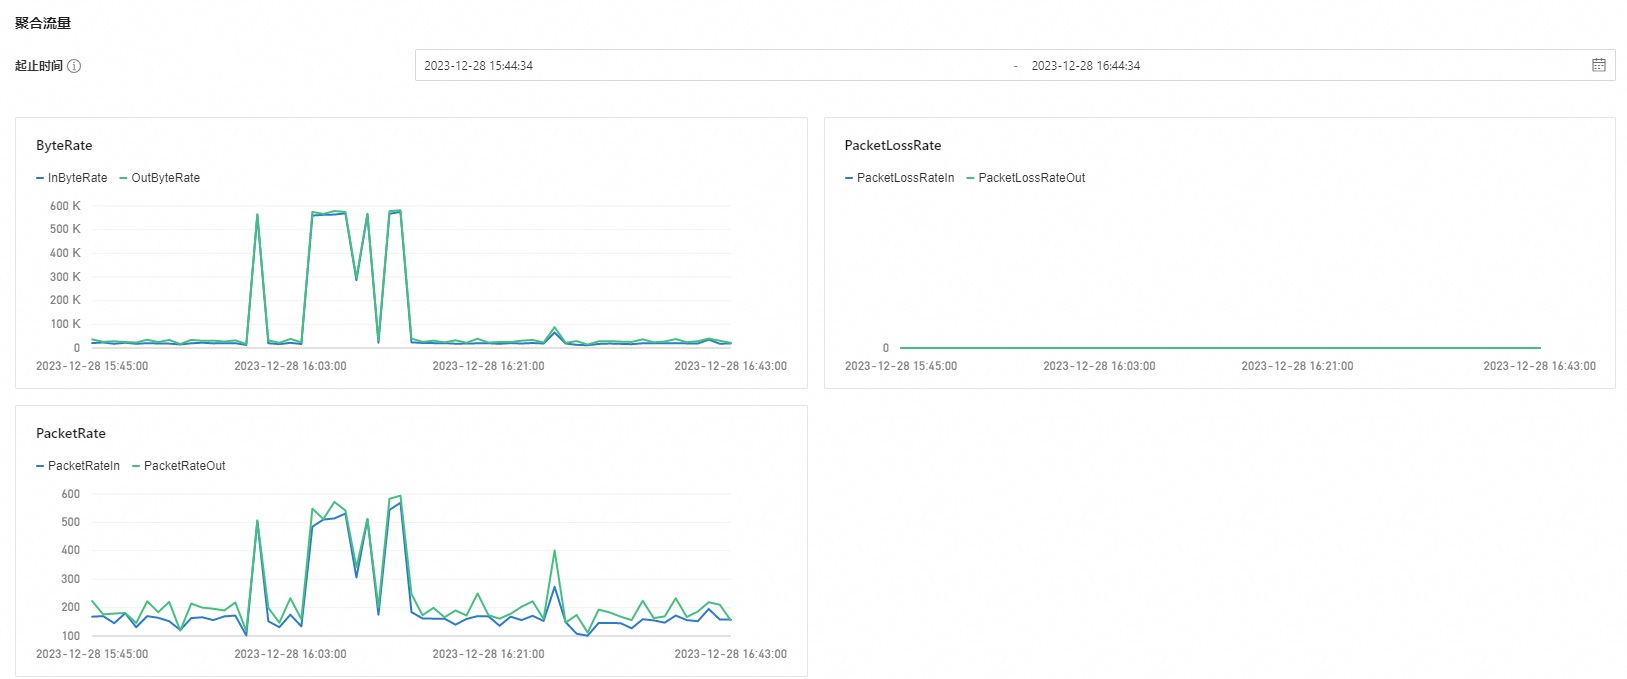 聚合流量
起止时间
2023-12-28 15:44:34 - 2023-12-28 16:44:34
ByteRate
InByteRate OutByteRate
600 K
500 K
400 K
300 K
200 K
100 K
0
2023-12-28 15:45:00 2023-12-28 16:03:00 2023-12-28 16:21:00 2023-12-28 16:43:00
PacketLossRate
PacketLossRateIn PacketLossRateOut
0
2023-12-28 15:45:00 2023-12-28 16:03:00 2023-12-28 16:21:00 2023-12-28 16:43:00
PacketRate
PacketRateIn PacketRateOut
600
500
400
300
200
100
2023-12-28 15:45:00 2023-12-28 16:03:00 2023-12-28 16:21:00 2023-12-28 16:43:00